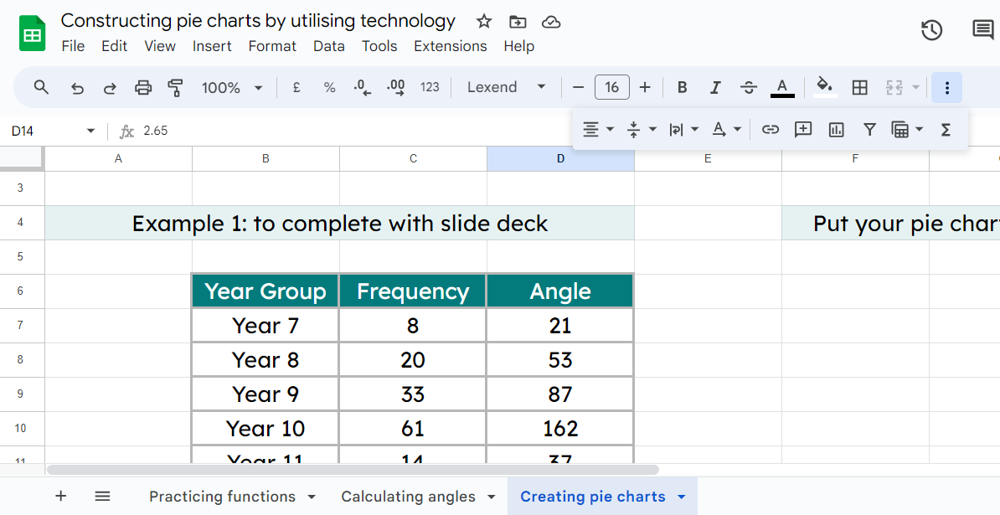 Constructing pie charts by utilising technology
File Edit View Insert Format Data Tools Extensions Help
100% £ % .0 .00 123 Lexend 16 B I S A
D14 fx 2.65 A Σ
A B C D E F
3
4 Example 1: to complete with slide deck Put your pie char
5
6 Year Group Frequency Angle
7 Year 7 8 21
8 Year 8 20 53
9 Year 9 33 87
10 Year 10 61 162
11 Year 11 14 37
+ Practicing functions Calculating angles Creating pie charts